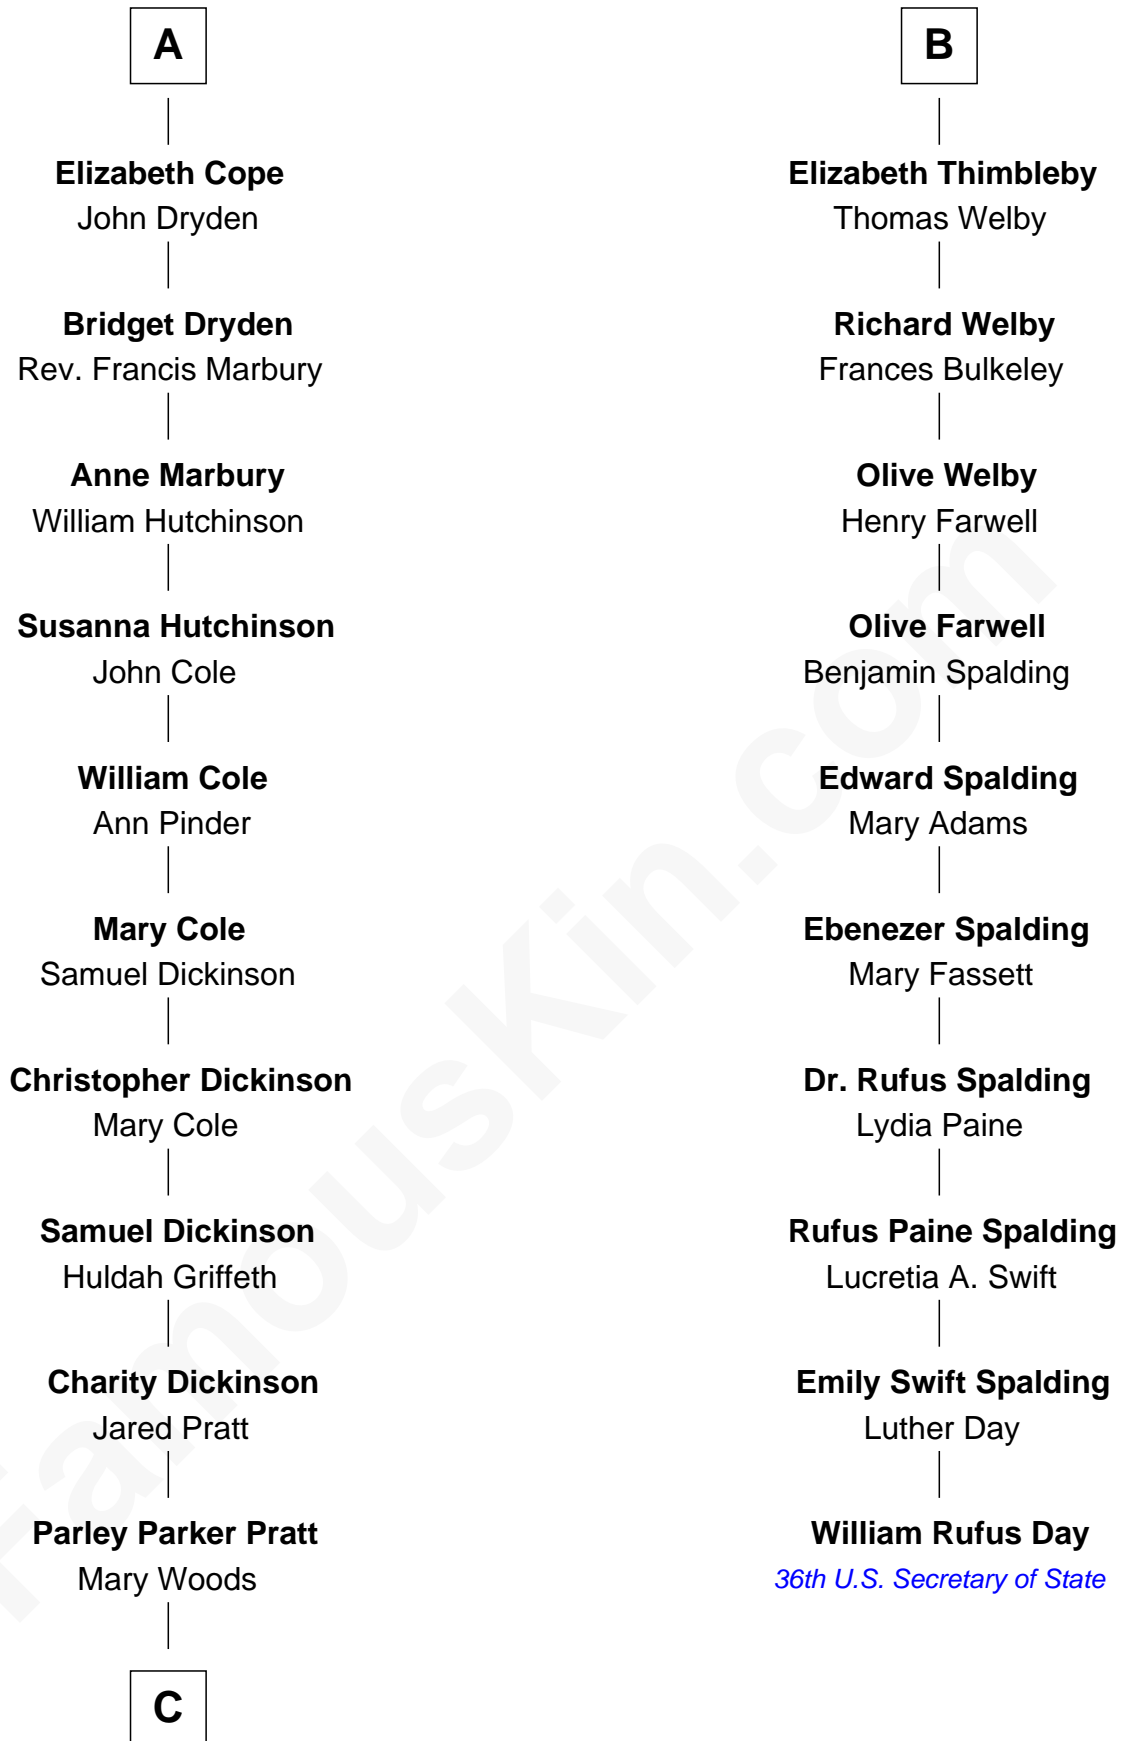 A
Elizabeth Cope
John Dryden
Bridget Dryden
Rev. Francis Marbury
Anne Marbury
William Hutchinson
Susanna Hutchinson
John Cole
William Cole
Ann Pinder
Mary Cole
Samuel Dickinson
Christopher Dickinson
Mary Cole
Samuel Dickinson
Huldah Griffeth
Charity Dickinson
Jared Pratt
Parley Parker Pratt
Mary Woods
C
B
Elizabeth Thimbleby
Thomas Welby
Richard Welby
Frances Bulkeley
Olive Welby
Henry Farwell
Olive Farwell
Benjamin Spalding
Edward Spalding
Mary Adams
Ebenezer Spalding
Mary Fassett
Dr. Rufus Spalding
Lydia Paine
Rufus Paine Spalding
Lucretia A. Swift
Emily Swift Spalding
Luther Day
William Rufus Day
36th U.S. Secretary of State
FamousKin.com